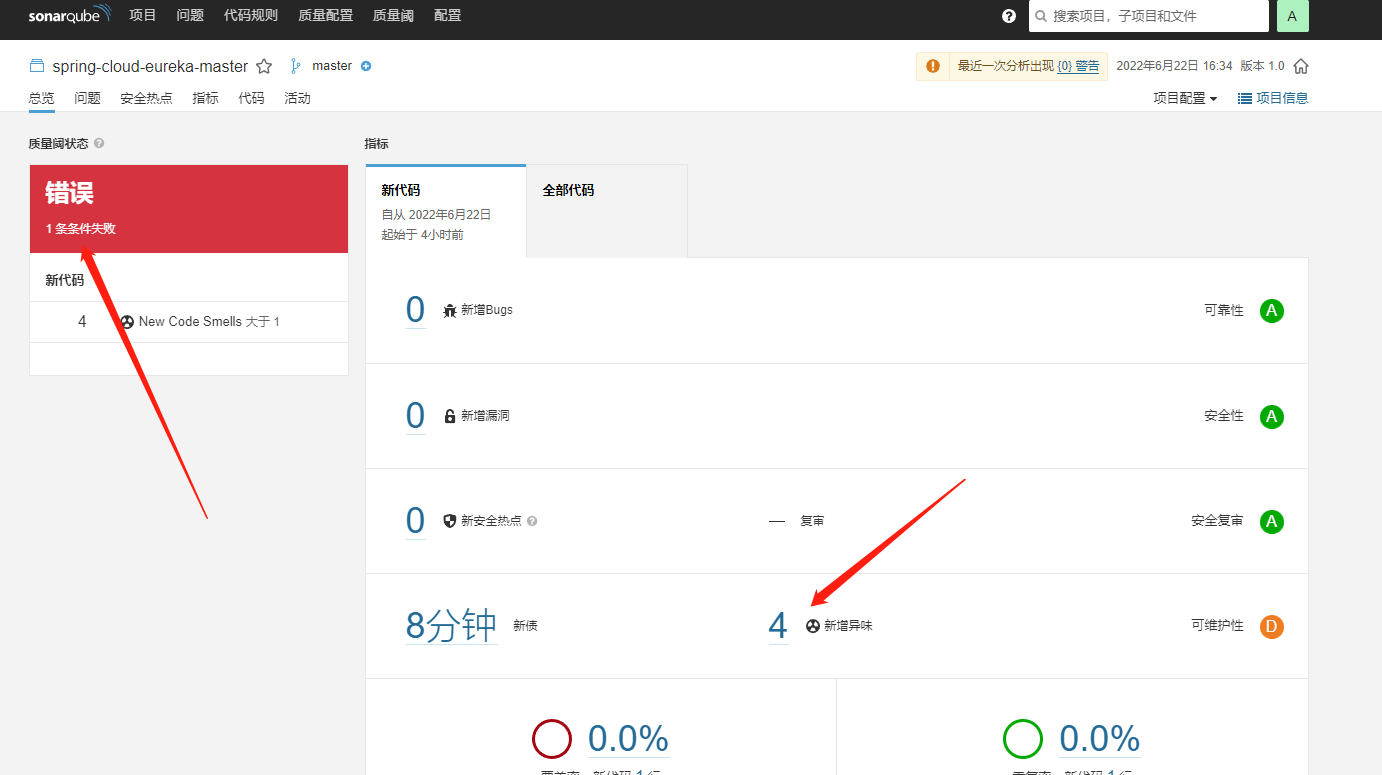 sonarqube 项目 问题 代码规则 质量配置 质量阈 配置 搜索项目，子项目和文件 A
spring-cloud-eureka-master master 最近一次分析出现 {0} 警告 2022年6月22日 16:34 版本 1.0
总览 问题 安全热点 指标 代码 活动 项目配置 项目信息
质量阈状态 指标
错误
1 条条件失败
新代码
4 New Code Smells 大于 1
新代码 全部代码
自从 2022年6月22日
起始于 4小时前
0 新增Bugs 可靠性 A
0 新增漏洞 安全性 A
0 新安全热点 复审 安全复审 A
8分钟 新债 4 新增异味 可维护性 D
0.0% 0.0%